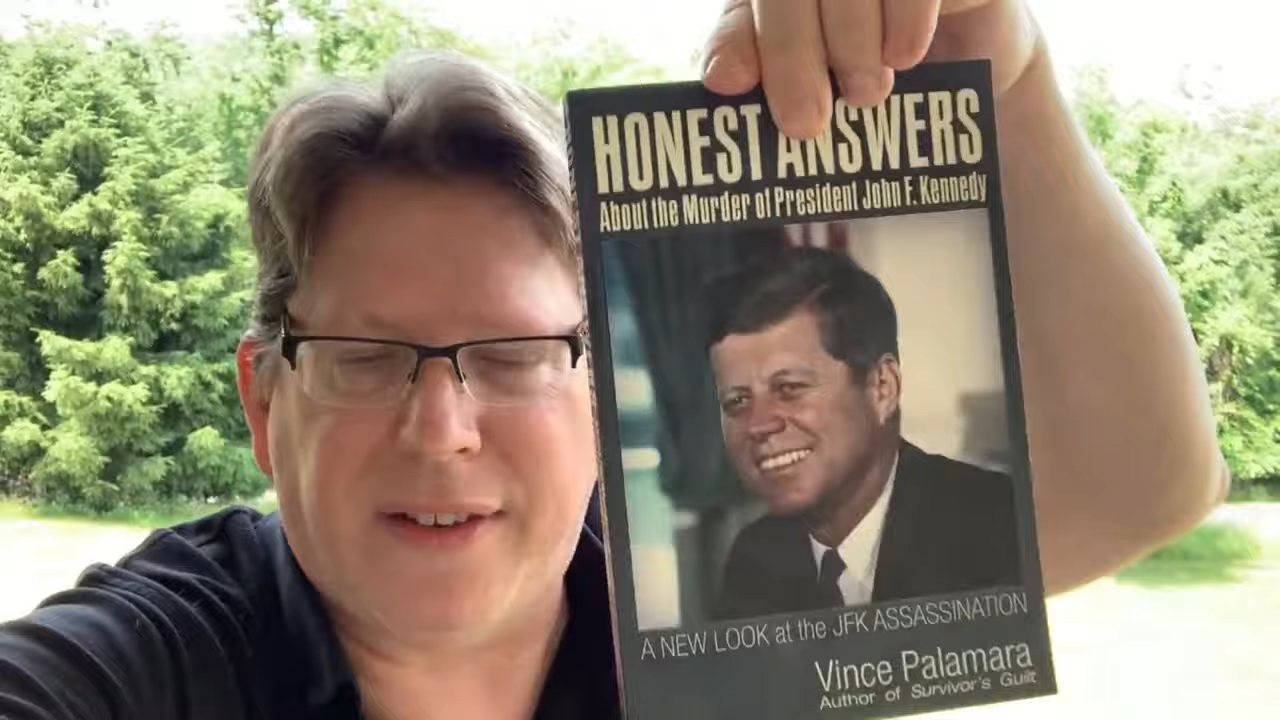 HONEST ANSWERS
About the Murder of President John F. Kennedy
A NEW LOOK at the JFK ASSASSINATION
Vince Palamara
Author of Survivor's Guilt